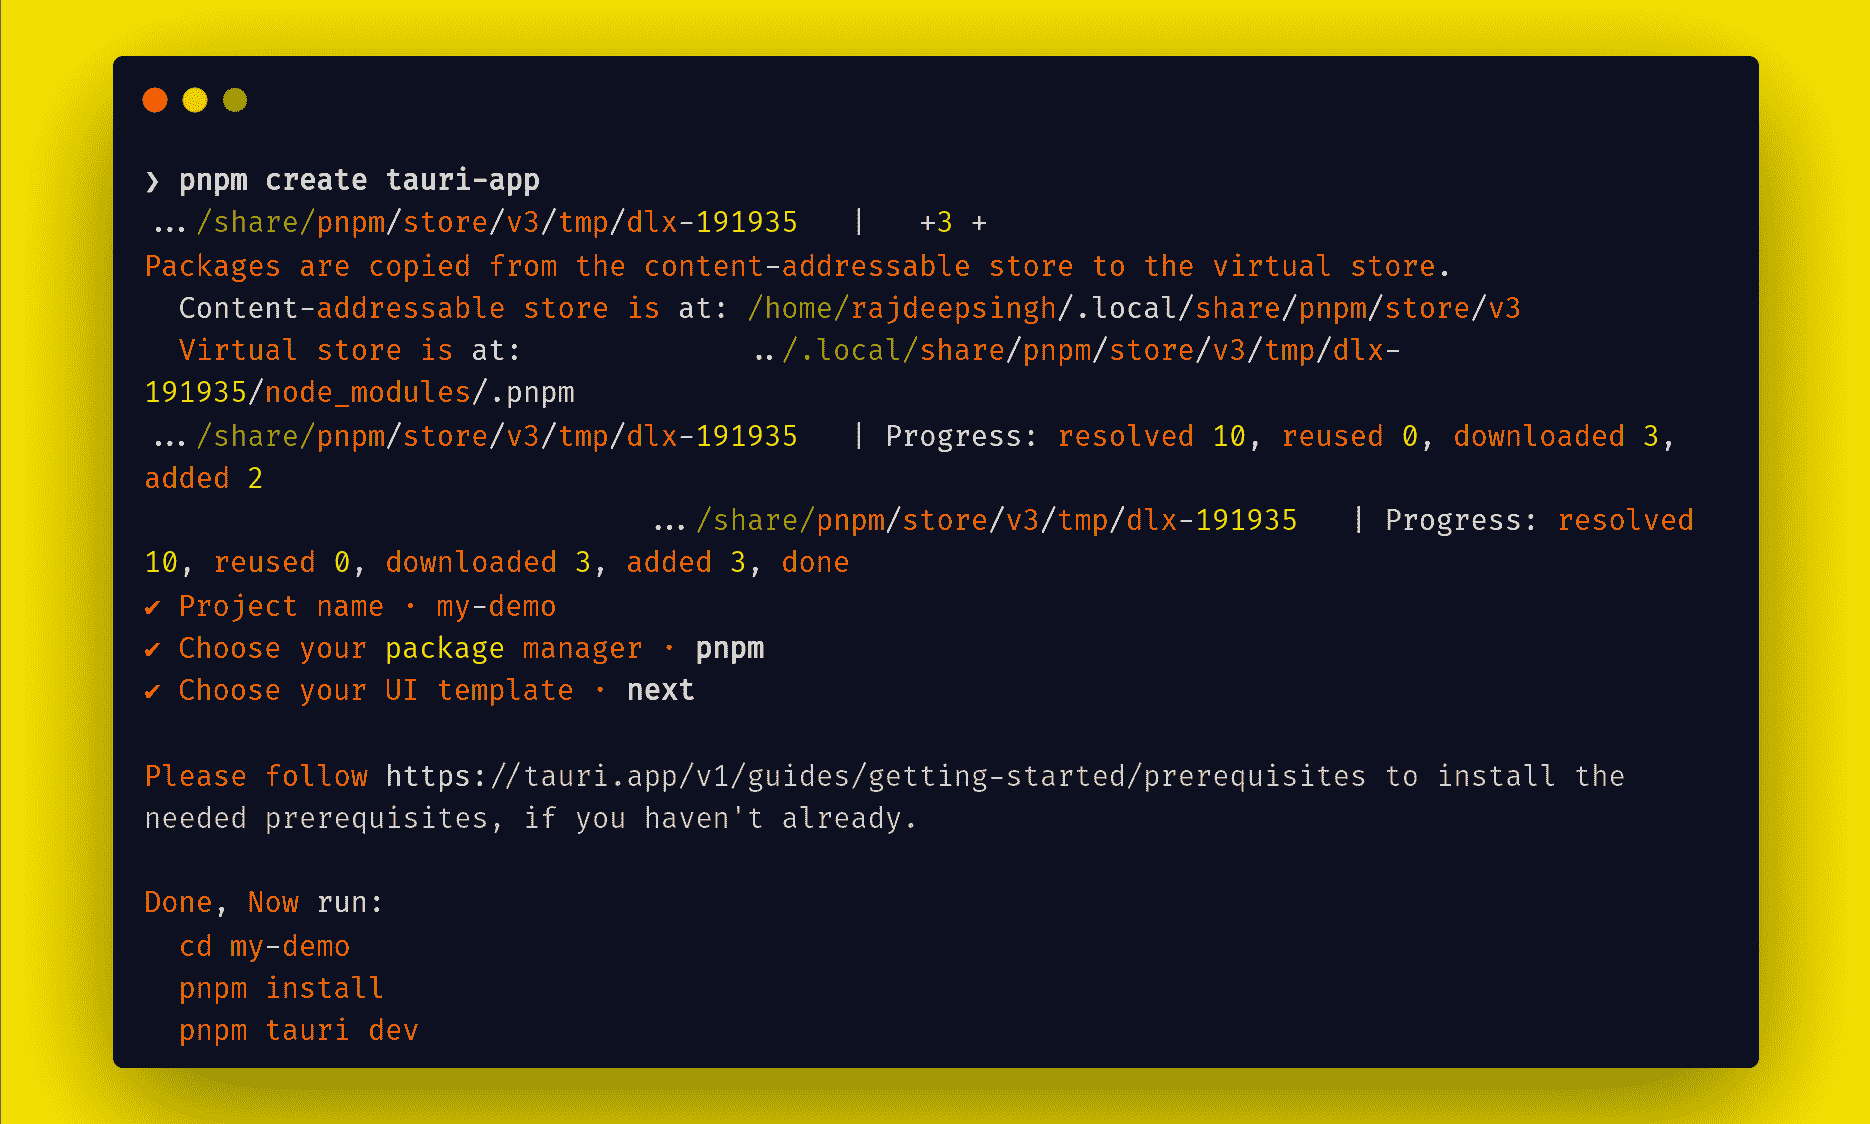 ❯ pnpm create tauri-app
.../share/pnpm/store/v3/tmp/dlx-191935   |   +3 +
Packages are copied from the content-addressable store to the virtual store.
  Content-addressable store is at: /home/rajdeepsingh/.local/share/pnpm/store/v3
  Virtual store is at:             ../.local/share/pnpm/store/v3/tmp/dlx-
191935/node_modules/.pnpm
.../share/pnpm/store/v3/tmp/dlx-191935   | Progress: resolved 10, reused 0, downloaded 3,
added 2
                             .../share/pnpm/store/v3/tmp/dlx-191935   | Progress: resolved
10, reused 0, downloaded 3, added 3, done
✔ Project name · my-demo
✔ Choose your package manager · pnpm
✔ Choose your UI template · next

Please follow https://tauri.app/v1/guides/getting-started/prerequisites to install the
needed prerequisites, if you haven't already.

Done, Now run:
  cd my-demo
  pnpm install
  pnpm tauri dev